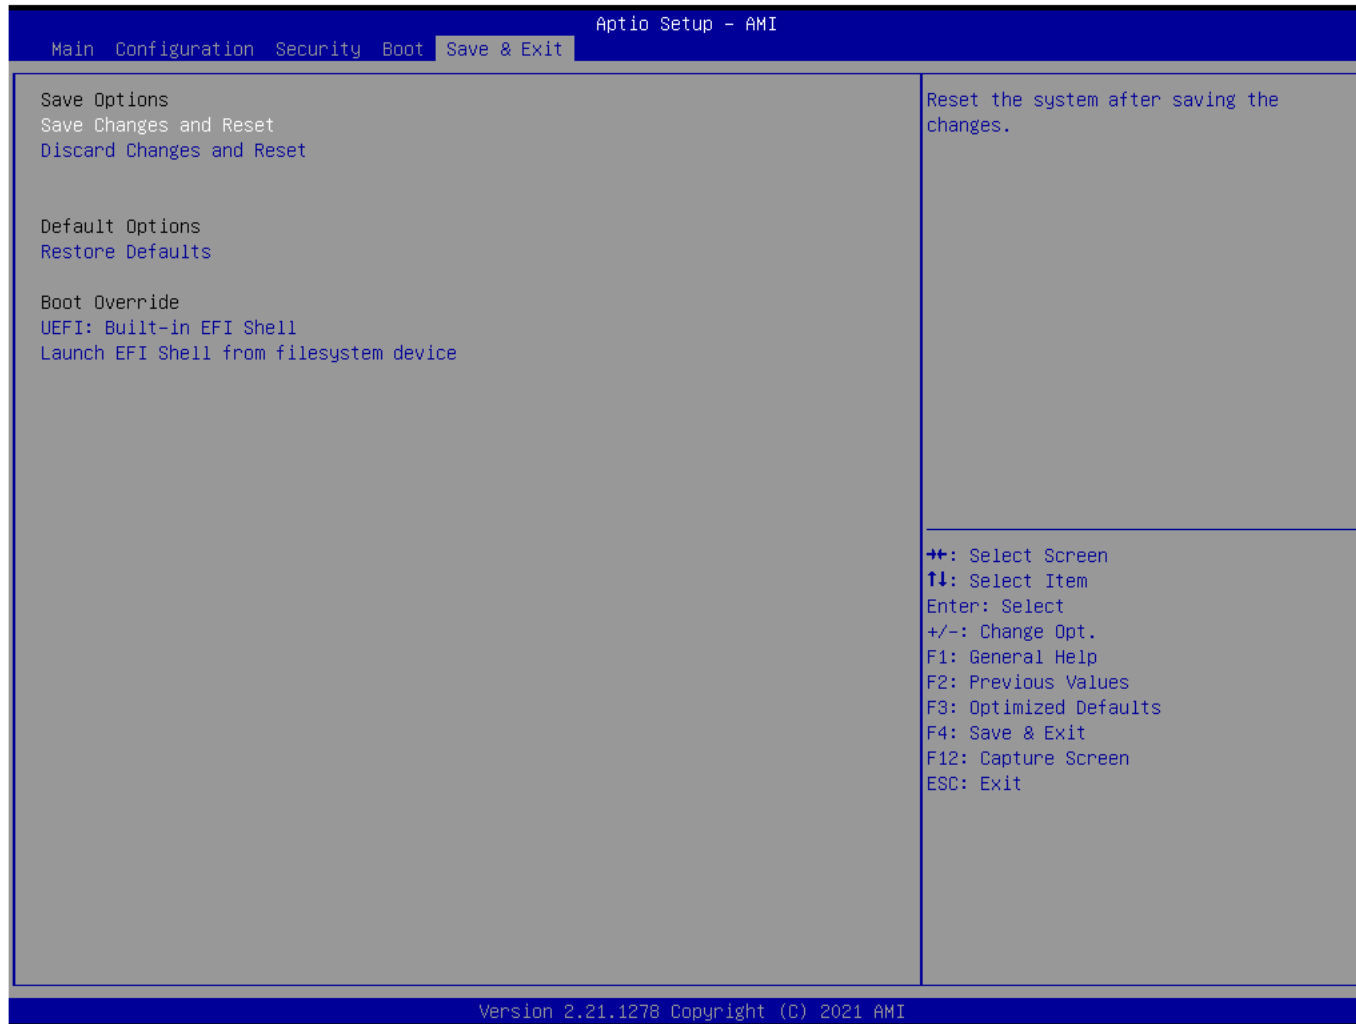 Aptio Setup – AMI
Main Configuration Security Boot Save & Exit
Save Options
Save Changes and Reset
Discard Changes and Reset
Default Options
Restore Defaults
Boot Override
UEFI: Built-in EFI Shell
Launch EFI Shell from filesystem device
Reset the system after saving the
changes.
→←: Select Screen
↑↓: Select Item
Enter: Select
+/-: Change Opt.
F1: General Help
F2: Previous Values
F3: Optimized Defaults
F4: Save & Exit
F12: Capture Screen
ESC: Exit
Version 2.21.1278 Copyright (C) 2021 AMI